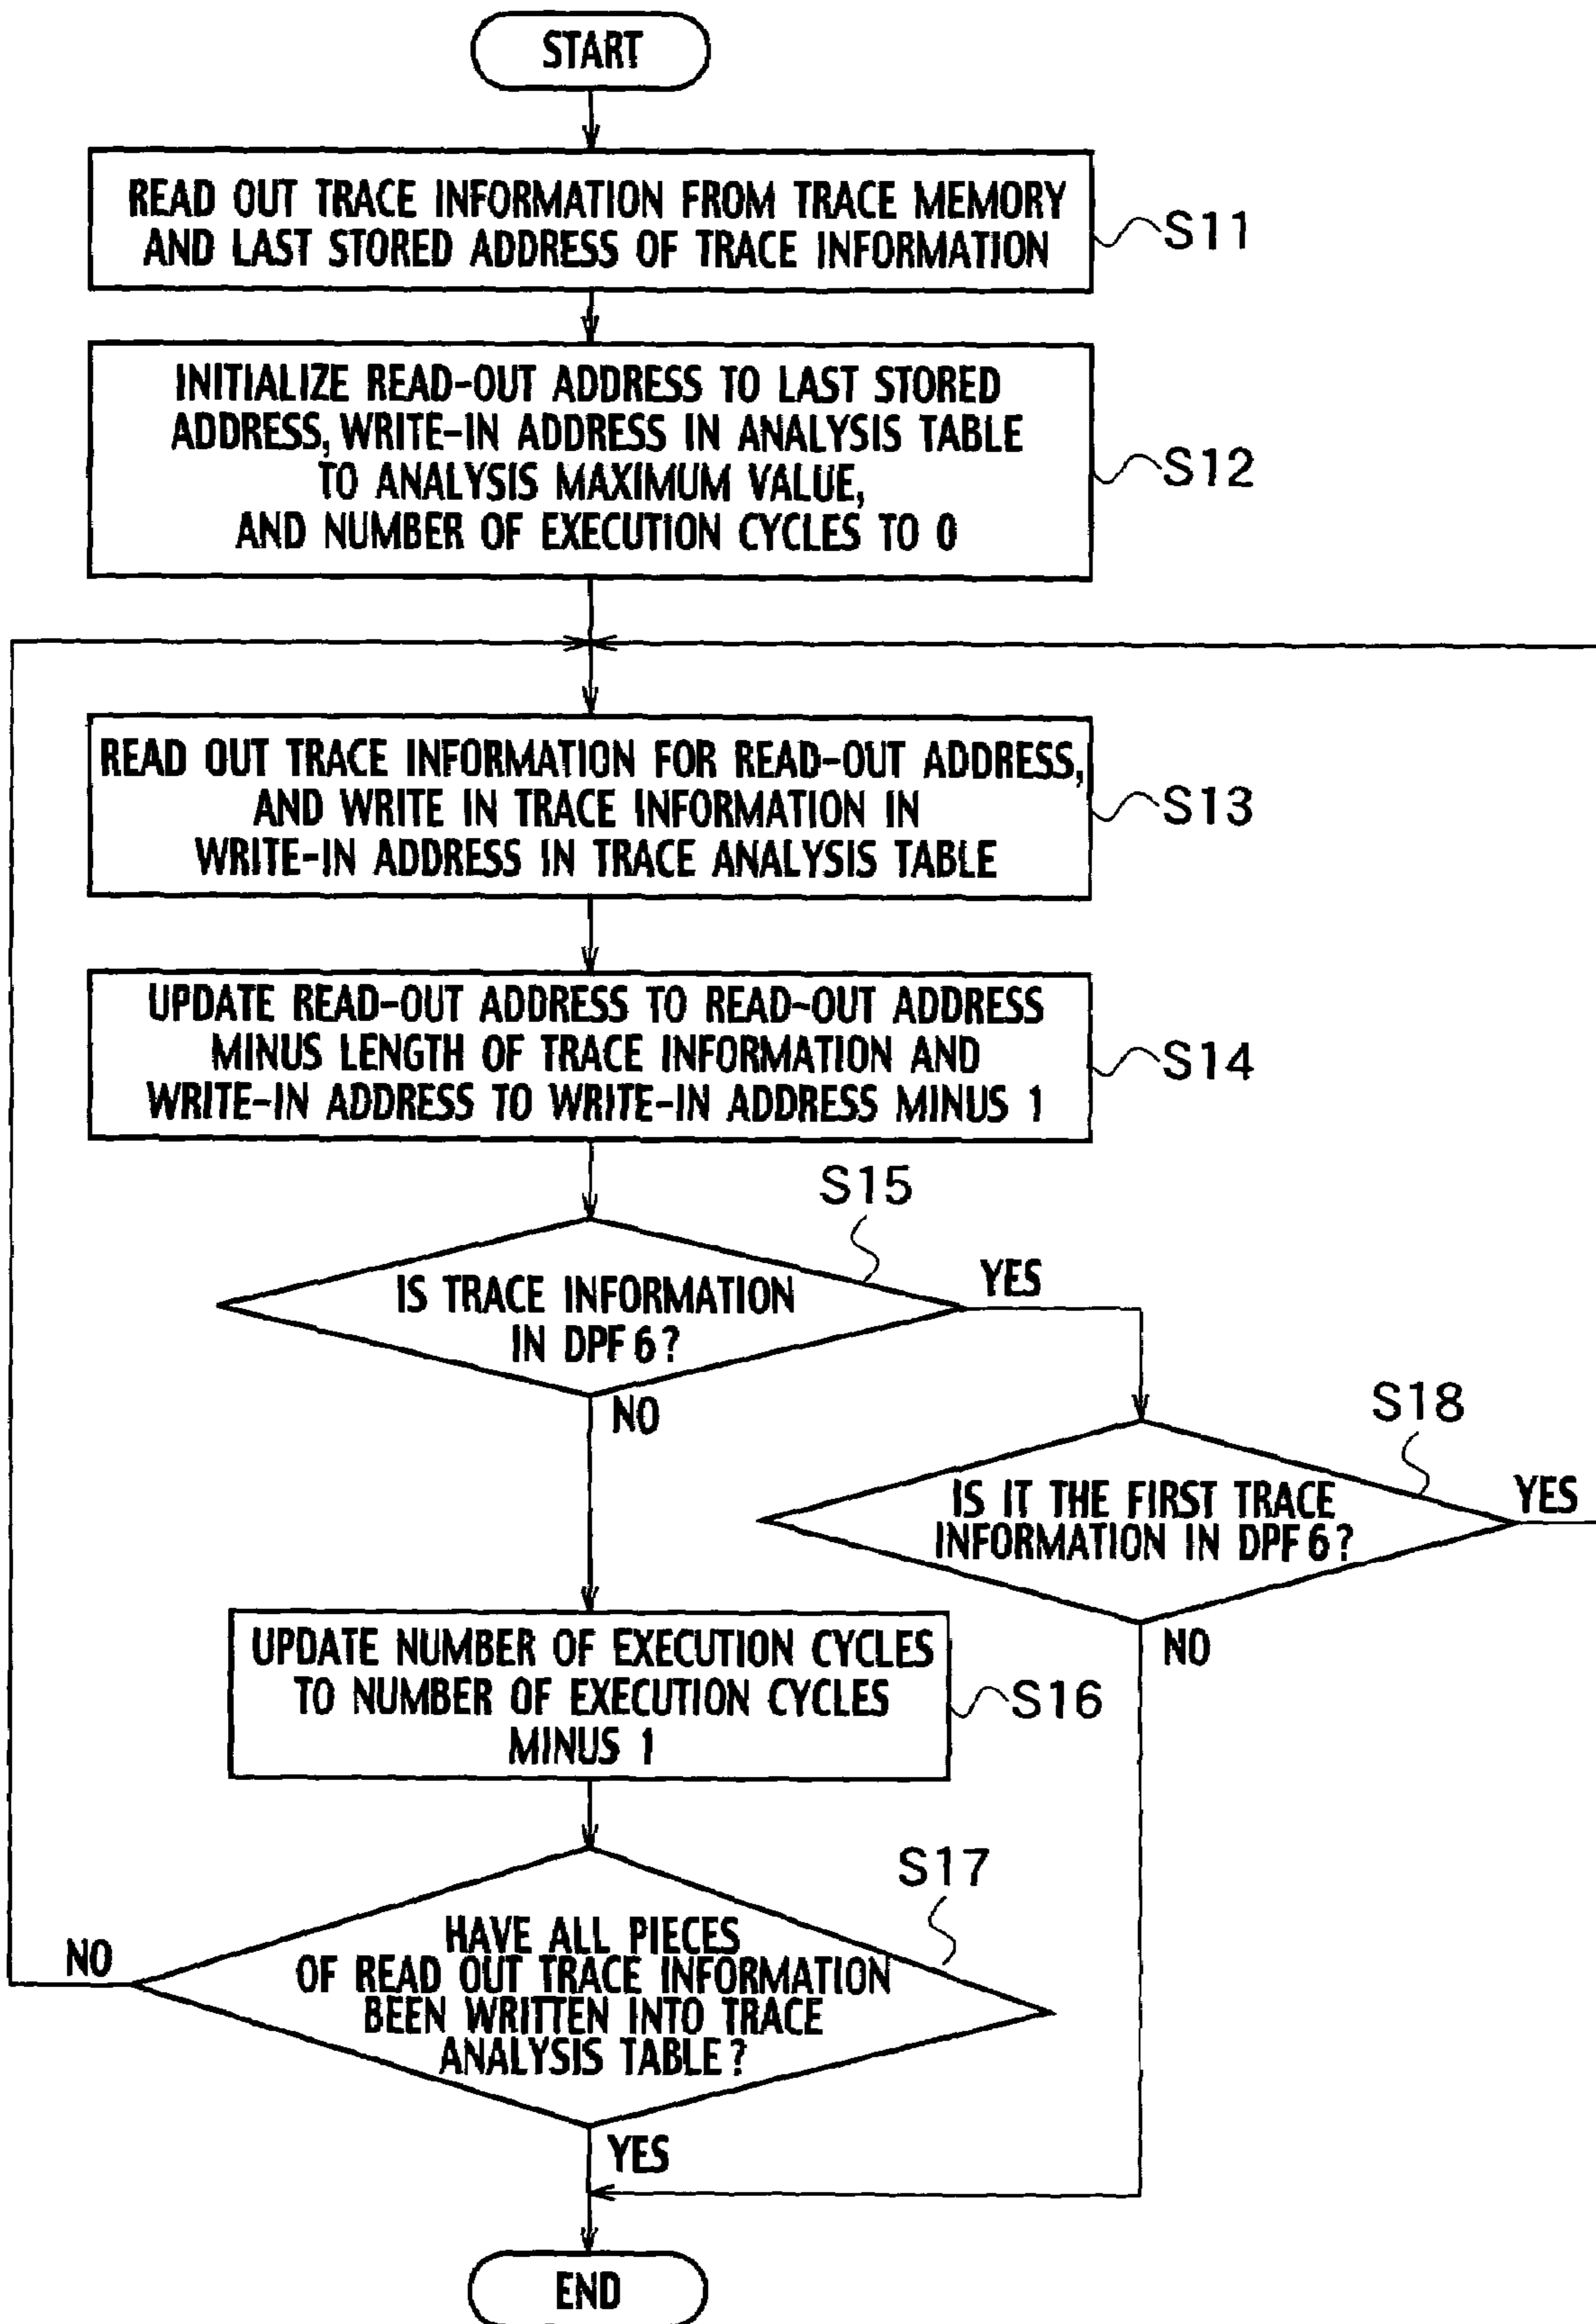 START
READ OUT TRACE INFORMATION FROM TRACE MEMORY
AND LAST STORED ADDRESS OF TRACE INFORMATION
S11
INITIALIZE READ-OUT ADDRESS TO LAST STORED
ADDRESS, WRITE-IN ADDRESS IN ANALYSIS TABLE
TO ANALYSIS MAXIMUM VALUE,
AND NUMBER OF EXECUTION CYCLES TO 0
S12
READ OUT TRACE INFORMATION FOR READ-OUT ADDRESS,
AND WRITE IN TRACE INFORMATION IN
WRITE-IN ADDRESS IN TRACE ANALYSIS TABLE
S13
UPDATE READ-OUT ADDRESS TO READ-OUT ADDRESS
MINUS LENGTH OF TRACE INFORMATION AND
WRITE-IN ADDRESS TO WRITE-IN ADDRESS MINUS 1
S14
S15
IS TRACE INFORMATION
IN DPF 6?
YES
NO
S18
IS IT THE FIRST TRACE
INFORMATION IN DPF 6?
YES
NO
UPDATE NUMBER OF EXECUTION CYCLES
TO NUMBER OF EXECUTION CYCLES
MINUS 1
S16
S17
HAVE ALL PIECES
OF READ OUT TRACE INFORMATION
BEEN WRITTEN INTO TRACE
ANALYSIS TABLE?
NO
YES
END